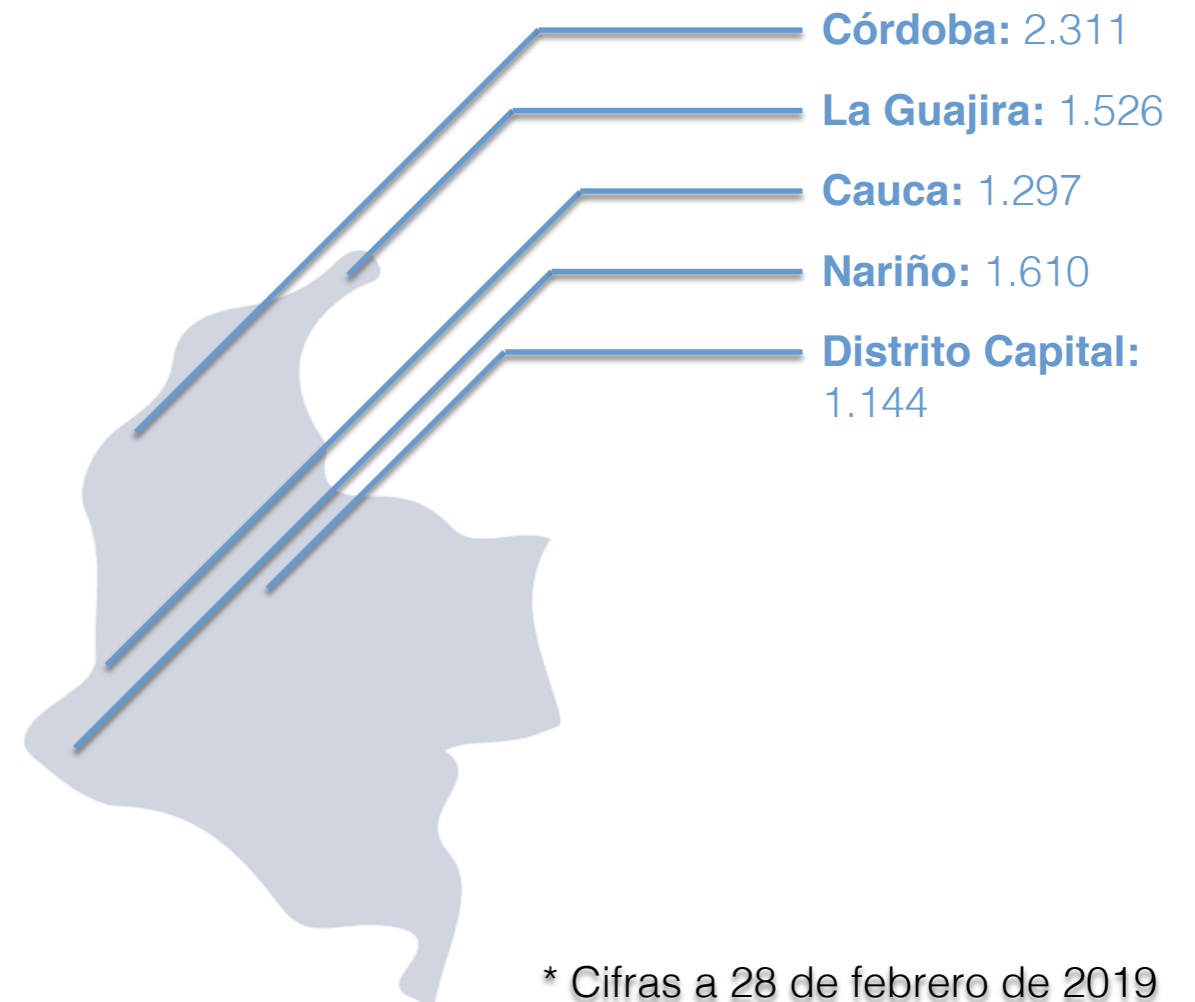 Córdoba: 2.311
La Guajira: 1.526
Cauca: 1.297
Nariño: 1.610
Distrito Capital:
1.144
* Cifras a 28 de febrero de 2019